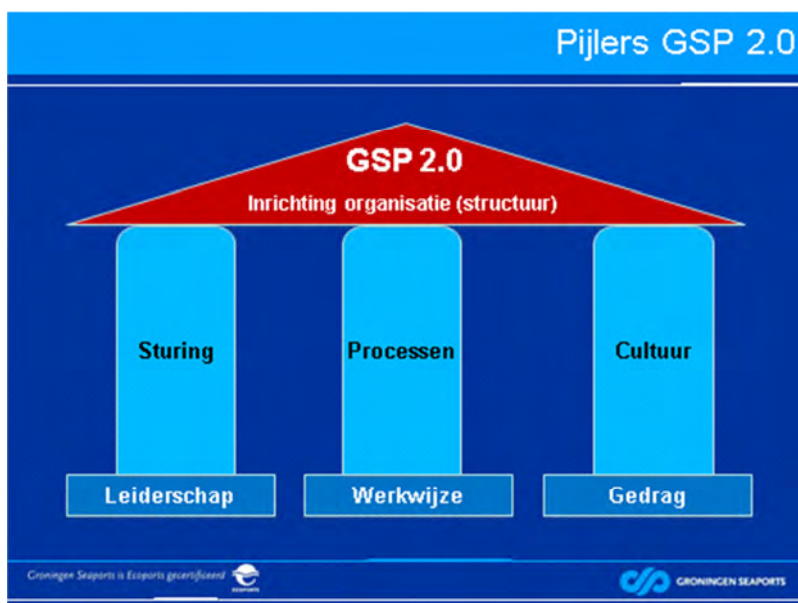 Pijlers GSP 2.0
GSP 2.0
Inrichting organisatie (structuur)
Sturing
Processen
Cultuur
Leiderschap
Werkwijze
Gedrag
Groningen Seaports is Ecoports gecertificeerd
ECOPORTS
GRONINGEN SEAPORTS